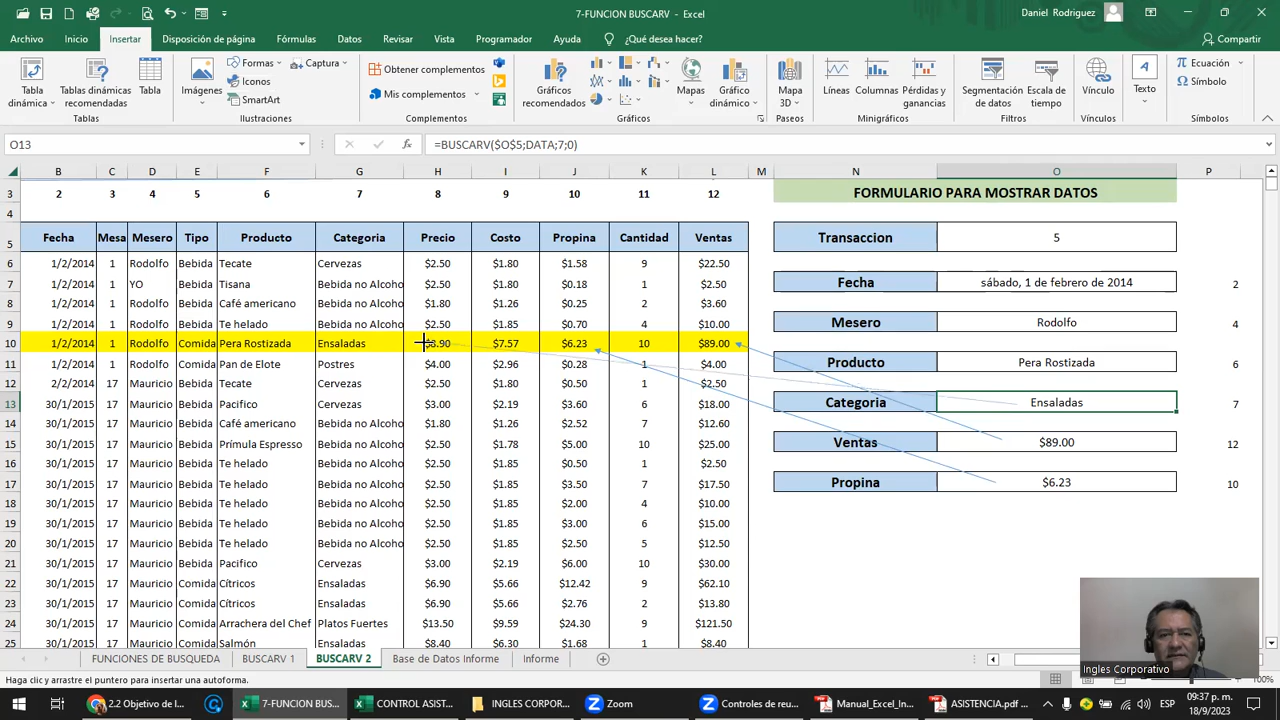 7-FUNCION BUSCARV - Excel
Daniel Rodriguez
Archivo Inicio Insertar Disposición de página Fórmulas Datos Revisar Vista Programador Ayuda ¿Qué desea hacer? Compartir
Tabla dinámica
Tablas dinámicas recomendadas
Tabla
Tablas
Imágenes
Formas
Iconos
SmartArt
Captura
Ilustraciones
Obtener complementos
Mis complementos
Complementos
Gráficos recomendados
Mapas
Gráfico dinámico
Gráficos
Mapa 3D
Paseos
Líneas
Columnas
Pérdidas y ganancias
Minigráficos
Segmentación de datos
Escala de tiempo
Filtros
Vínculo
Vínculos
Texto
Ecuación
Símbolo
Símbolos
O13 fx =BUSCARV($O$5;DATA;7;0)
B C D E F G H I J K L M N O P
3 2 3 4 5 6 7 8 9 10 11 12 FORMULARIO PARA MOSTRAR DATOS
4
5 Fecha Mesa Mesero Tipo Producto Categoria Precio Costo Propina Cantidad Ventas Transaccion 5
6 1/2/2014 1 Rodolfo Bebida Tecate Cervezas $2.50 $1.80 $1.58 9 $22.50
7 1/2/2014 1 YO Bebida Tisana Bebida no Alcoho $2.50 $1.80 $0.18 1 $2.50 Fecha sábado, 1 de febrero de 2014 2
8 1/2/2014 1 Rodolfo Bebida Café americano Bebida no Alcoho $1.80 $1.26 $0.25 2 $3.60
9 1/2/2014 1 Rodolfo Bebida Te helado Bebida no Alcoho $2.50 $1.85 $0.70 4 $10.00 Mesero Rodolfo 4
10 1/2/2014 1 Rodolfo Comida Pera Rostizada Ensaladas $8.90 $7.57 $6.23 10 $89.00
11 1/2/2014 1 Rodolfo Comida Pan de Elote Postres $4.00 $2.96 $0.28 1 $4.00 Producto Pera Rostizada 6
12 2/2/2014 17 Mauricio Bebida Tecate Cervezas $2.50 $1.80 $0.50 1 $2.50
13 30/1/2015 17 Mauricio Bebida Pacifico Cervezas $3.00 $2.19 $3.60 6 $18.00 Categoria Ensaladas 7
14 30/1/2015 17 Mauricio Bebida Café americano Bebida no Alcoho $1.80 $1.26 $2.52 7 $12.60
15 30/1/2015 17 Mauricio Bebida Prímula Espresso Bebida no Alcoho $2.50 $1.78 $5.00 10 $25.00 Ventas $89.00 12
16 30/1/2015 17 Mauricio Bebida Te helado Bebida no Alcoho $2.50 $1.85 $0.50 1 $2.50
17 30/1/2015 17 Mauricio Bebida Te helado Bebida no Alcoho $2.50 $1.85 $3.50 7 $17.50 Propina $6.23 10
18 30/1/2015 17 Mauricio Bebida Te helado Bebida no Alcoho $2.50 $1.85 $2.00 4 $10.00
19 30/1/2015 17 Mauricio Bebida Te helado Bebida no Alcoho $2.50 $1.85 $3.00 6 $15.00
20 30/1/2015 17 Mauricio Bebida Te helado Bebida no Alcoho $2.50 $1.85 $2.50 5 $12.50
21 30/1/2015 17 Mauricio Bebida Pacifico Cervezas $3.00 $2.19 $6.00 10 $30.00
22 30/1/2015 17 Mauricio Comida Cítricos Ensaladas $6.90 $5.66 $12.42 9 $62.10
23 30/1/2015 17 Mauricio Comida Cítricos Ensaladas $6.90 $5.66 $2.76 2 $13.80
24 30/1/2015 17 Mauricio Comida Arrachera del Chef Platos Fuertes $13.50 $9.59 $24.30 9 $121.50
25 30/1/2015 17 Mauricio Comida Salmón Ensaladas $8.40 $6.30 $1.68 1 $8.40
Ingles Corporativo
FUNCIONES DE BUSQUEDA BUSCARV 1 BUSCARV 2 Base de Datos Informe Informe
Haga clic y arrastre el puntero para insertar una autoforma. 100%
2.2 Objetivo de l... 7-FUNCION BUS... CONTROL ASIST... INGLES CORPOR... Zoom Controles de reu... Manual_Excel_In... ASISTENCIA.pdf ... ESP 09:37 p. m.
18/9/2023